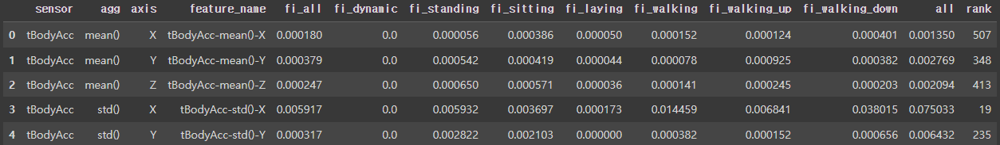 sensor agg axis feature_name fi_all fi_dynamic fi_standing fi_sitting fi_laying fi_walking fi_walking_up fi_walking_down all rank
0 tBodyAcc mean() X tBodyAcc-mean()-X 0.000180 0.0 0.000056 0.000386 0.000050 0.000152 0.000124 0.000401 0.001350 507
1 tBodyAcc mean() Y tBodyAcc-mean()-Y 0.000379 0.0 0.000542 0.000419 0.000044 0.000078 0.000925 0.000382 0.002769 348
2 tBodyAcc mean() Z tBodyAcc-mean()-Z 0.000247 0.0 0.000650 0.000571 0.000036 0.000141 0.000245 0.000203 0.002094 413
3 tBodyAcc std() X tBodyAcc-std()-X 0.005917 0.0 0.005932 0.003697 0.000173 0.014459 0.006841 0.038015 0.075033 19
4 tBodyAcc std() Y tBodyAcc-std()-Y 0.000317 0.0 0.002822 0.002103 0.000000 0.000382 0.000152 0.000656 0.006432 235